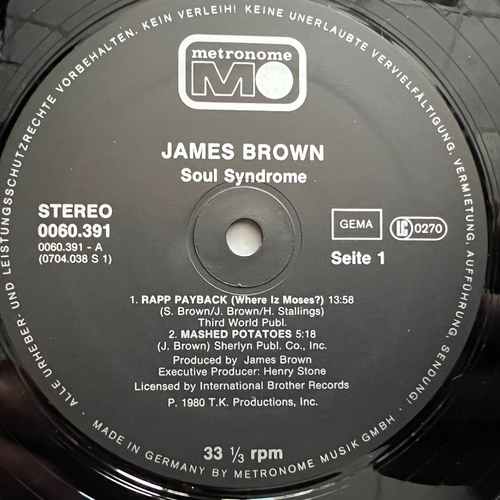 ALLE URHEBER- UND LEISTUNGSSCHUTZRECHTE VORBEHALTEN. KEIN VERLEIH! KEINE UNERLAUBTE VERVIELFÄLTIGUNG, VERMIETUNG, AUFFÜHRUNG, SENDUNG!
metronome
MO
JAMES BROWN
Soul Syndrome
STEREO
0060.391
0060.391 - A
(0704.038 S 1)
GEMA
LC 0270
Seite 1
1. RAPP PAYBACK (Where Iz Moses?) 13:58
(S. Brown/J. Brown/H. Stallings)
Third World Publ.
2. MASHED POTATOES 5:18
(J. Brown) Sherlyn Publ. Co., Inc.
Produced by James Brown
Executive Producer: Henry Stone
Licensed by International Brother Records
P. 1980 T.K. Productions, Inc.
33 1/3 rpm
MADE IN GERMANY BY METRONOME MUSIK GMBH